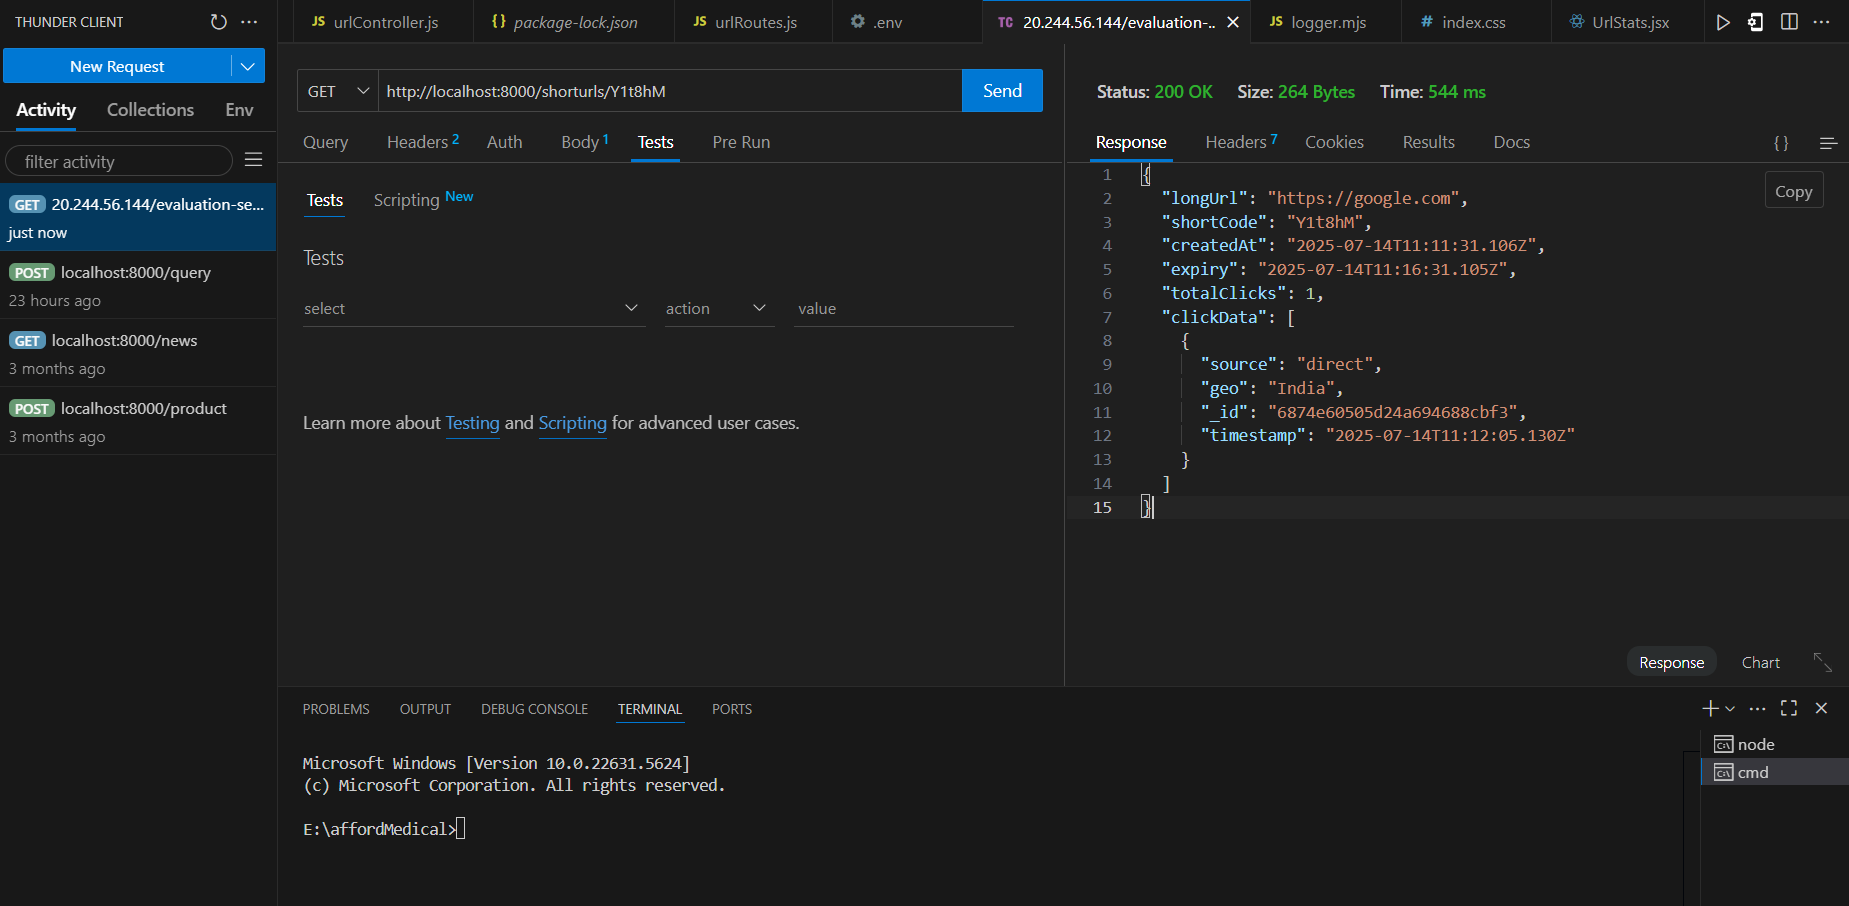 THUNDER CLIENT
New Request
Activity Collections Env
filter activity
GET 20.244.56.144/evaluation-se...
just now
POST localhost:8000/query
23 hours ago
GET localhost:8000/news
3 months ago
POST localhost:8000/product
3 months ago
JS urlController.js {} package-lock.json JS urlRoutes.js .env TC 20.244.56.144/evaluation-.. JS logger.mjs # index.css UrlStats.jsx
GET http://localhost:8000/shorturls/Y1t8hM Send
Query Headers 2 Auth Body 1 Tests Pre Run
Tests Scripting New
Tests
select action value
Learn more about Testing and Scripting for advanced user cases.
Status: 200 OK Size: 264 Bytes Time: 544 ms
Response Headers 7 Cookies Results Docs {}
Copy
1 {
2 "longUrl": "https://google.com",
3 "shortCode": "Y1t8hM",
4 "createdAt": "2025-07-14T11:11:31.106Z",
5 "expiry": "2025-07-14T11:16:31.105Z",
6 "totalClicks": 1,
7 "clickData": [
8 {
9 "source": "direct",
10 "geo": "India",
11 "_id": "6874e60505d24a694688cbf3",
12 "timestamp": "2025-07-14T11:12:05.130Z"
13 }
14 ]
15 }
Response Chart
PROBLEMS OUTPUT DEBUG CONSOLE TERMINAL PORTS
Microsoft Windows [Version 10.0.22631.5624]
(c) Microsoft Corporation. All rights reserved.
E:\affordMedical>
node
cmd